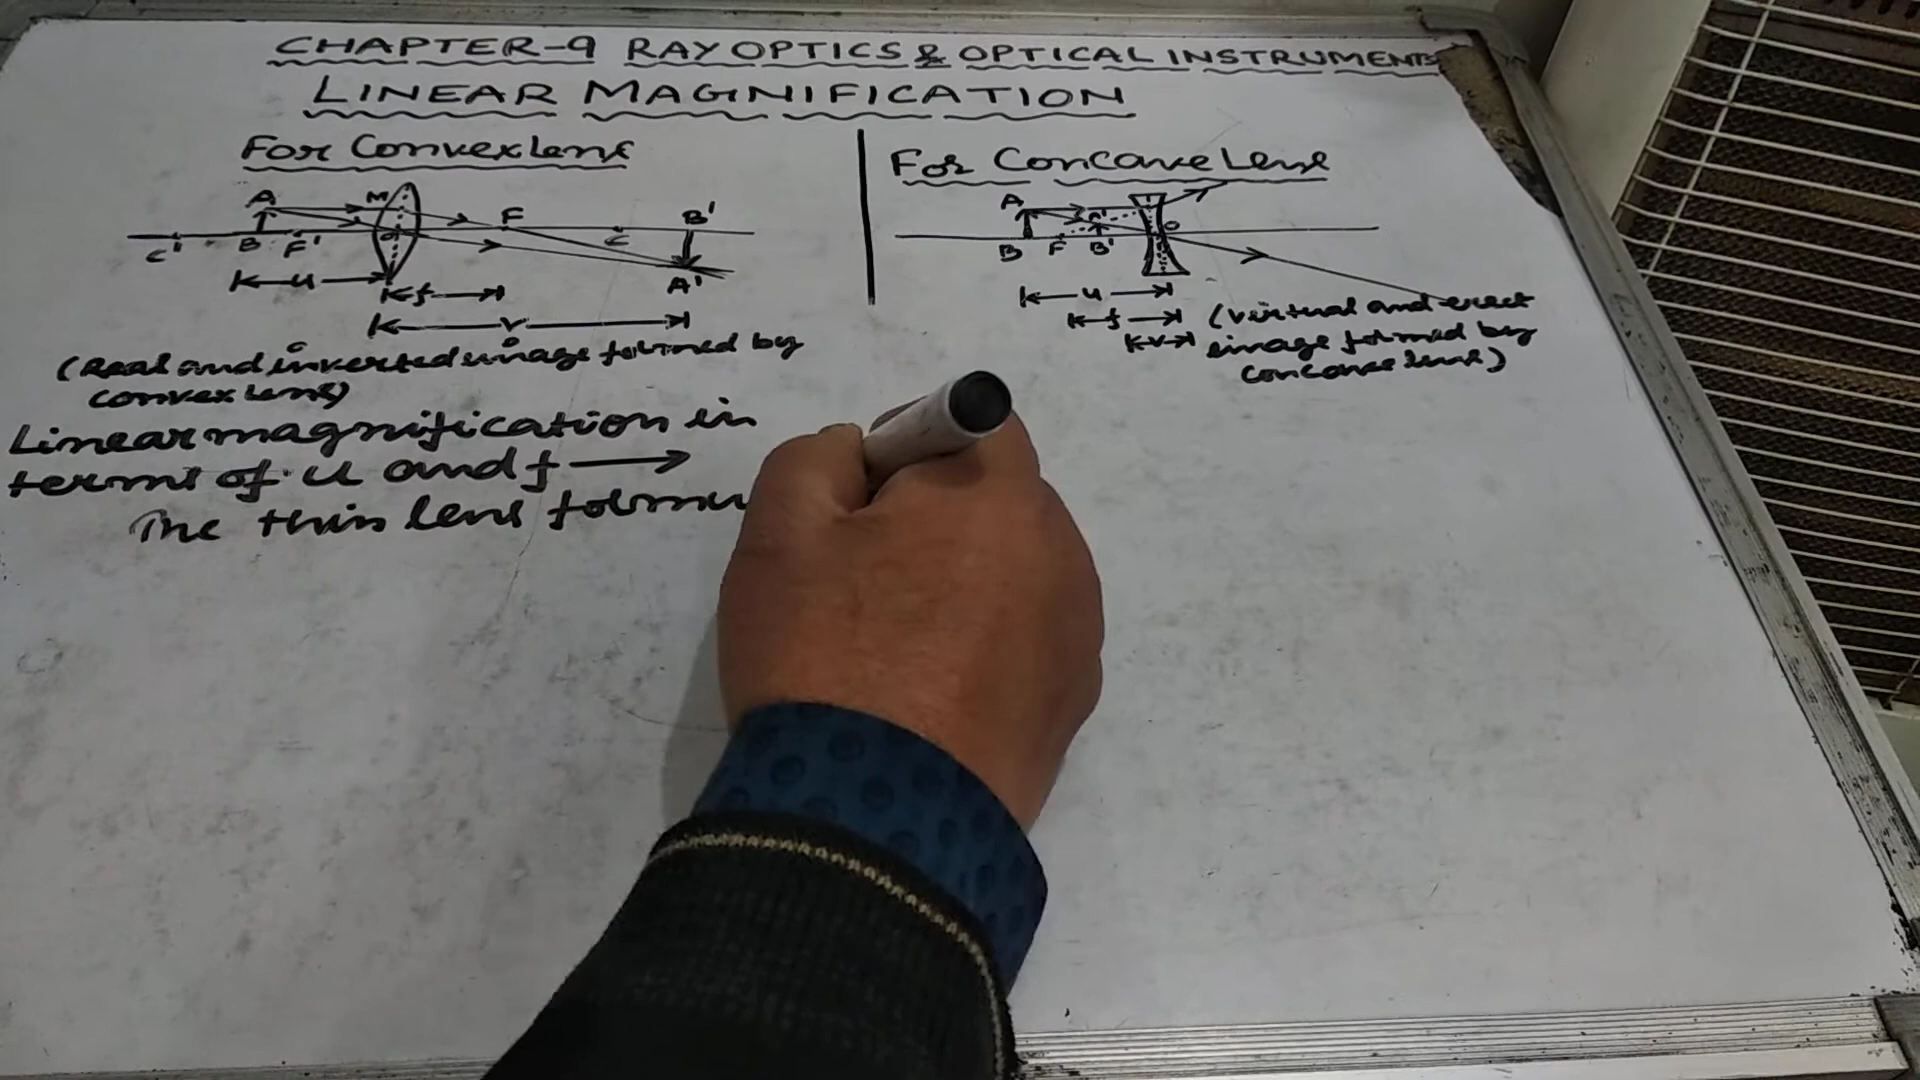 CHAPTER-9 RAY OPTICS & OPTICAL INSTRUMENTS
LINEAR MAGNIFICATION
For Convex Lens
A M F B'
C' B F' O C A'
u
f
v
(Real and inverted image formed by
convex lens)
Linear magnification in
terms of u and f →
The thin lens formu
For Concave Lens
A A' O
B F B'
u
f
v
(virtual and erect
image formed by
concave lens)